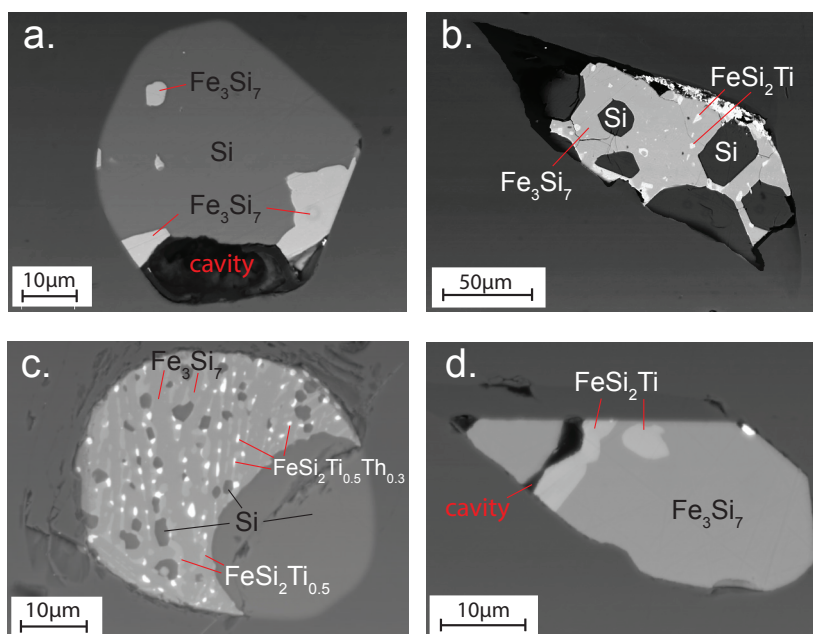 a.
Fe₃Si₇
Si
Fe₃Si₇
cavity
10μm
b.
FeSi₂Ti
Si
Si
Fe₃Si₇
50μm
c.
Fe₃Si₇
FeSi₂Ti₀.₅Th₀.₃
Si
FeSi₂Ti₀.₅
10μm
d.
FeSi₂Ti
cavity
Fe₃Si₇
10μm